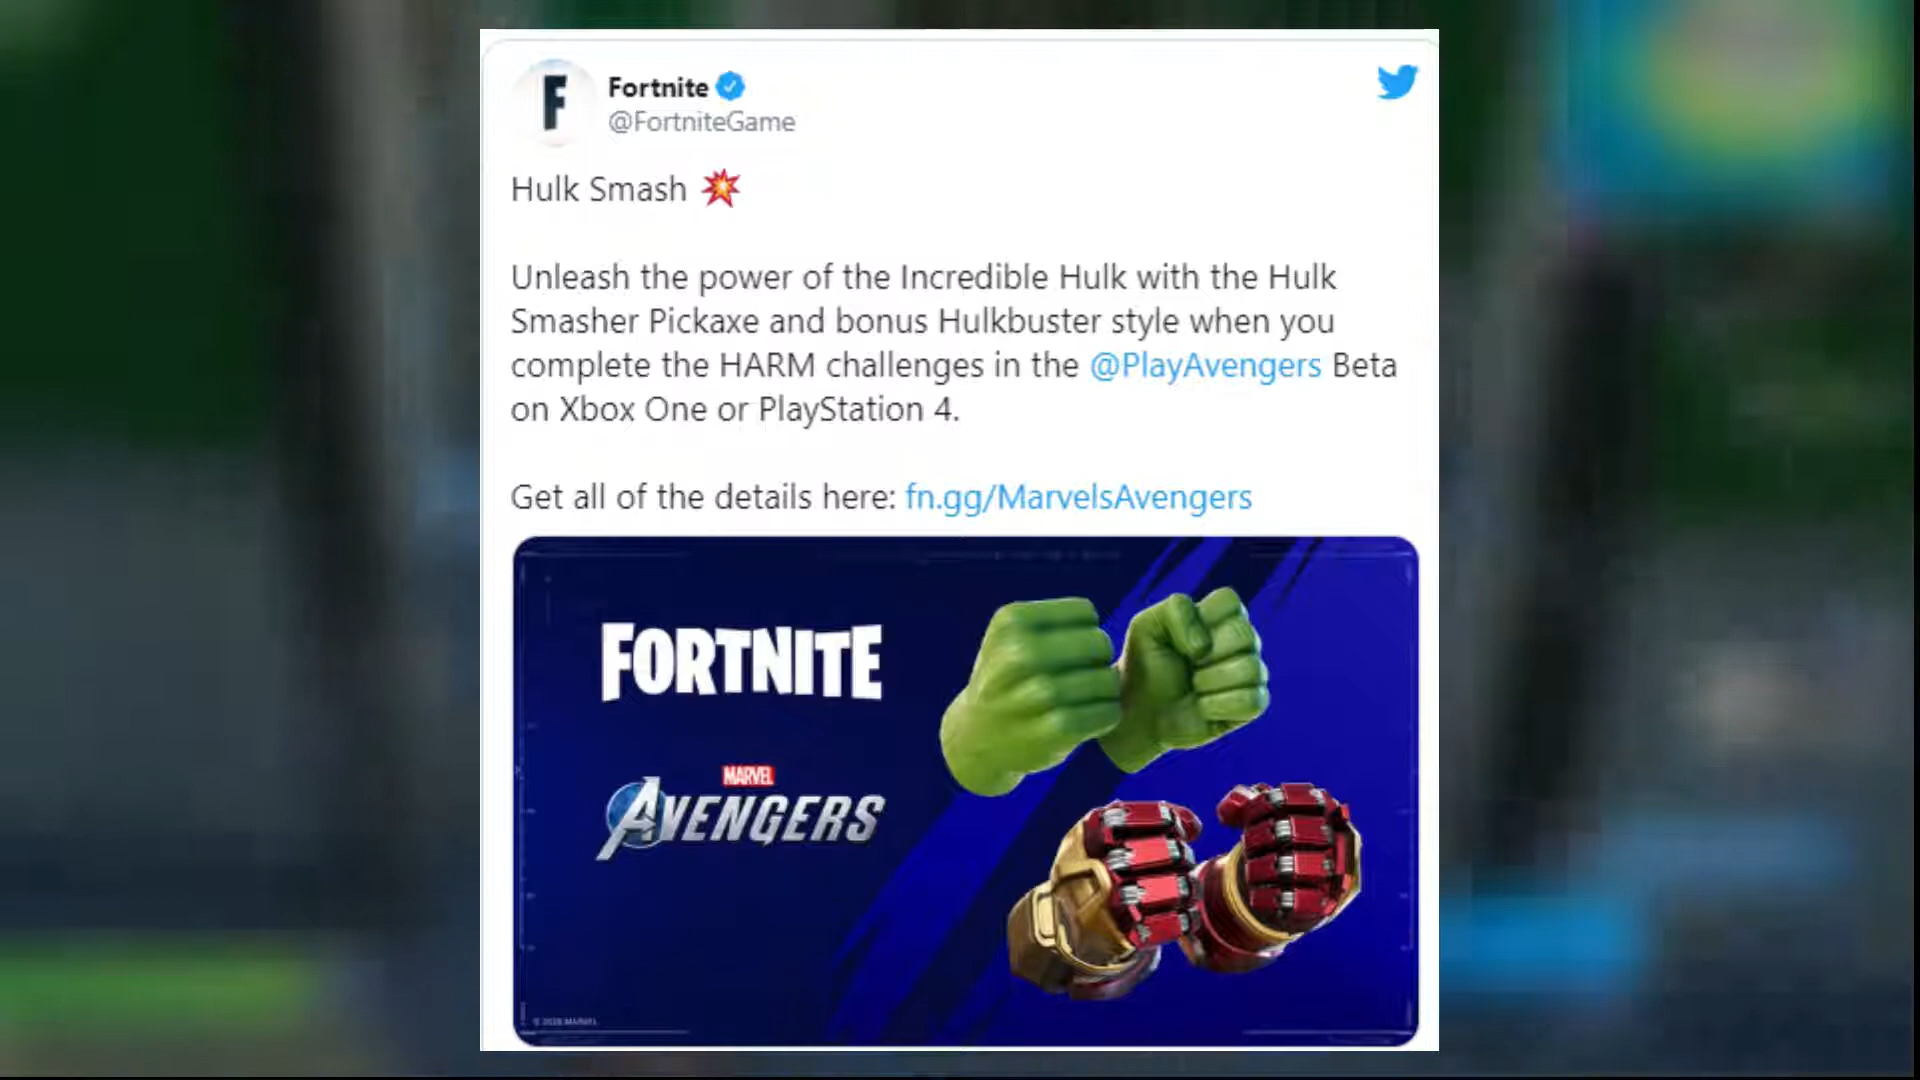 Fortnite
@FortniteGame
Hulk Smash 💥
Unleash the power of the Incredible Hulk with the Hulk
Smasher Pickaxe and bonus Hulkbuster style when you
complete the HARM challenges in the @PlayAvengers Beta
on Xbox One or PlayStation 4.
Get all of the details here: fn.gg/MarvelsAvengers
FORTNITE
MARVEL
AVENGERS
© 2020 MARVEL